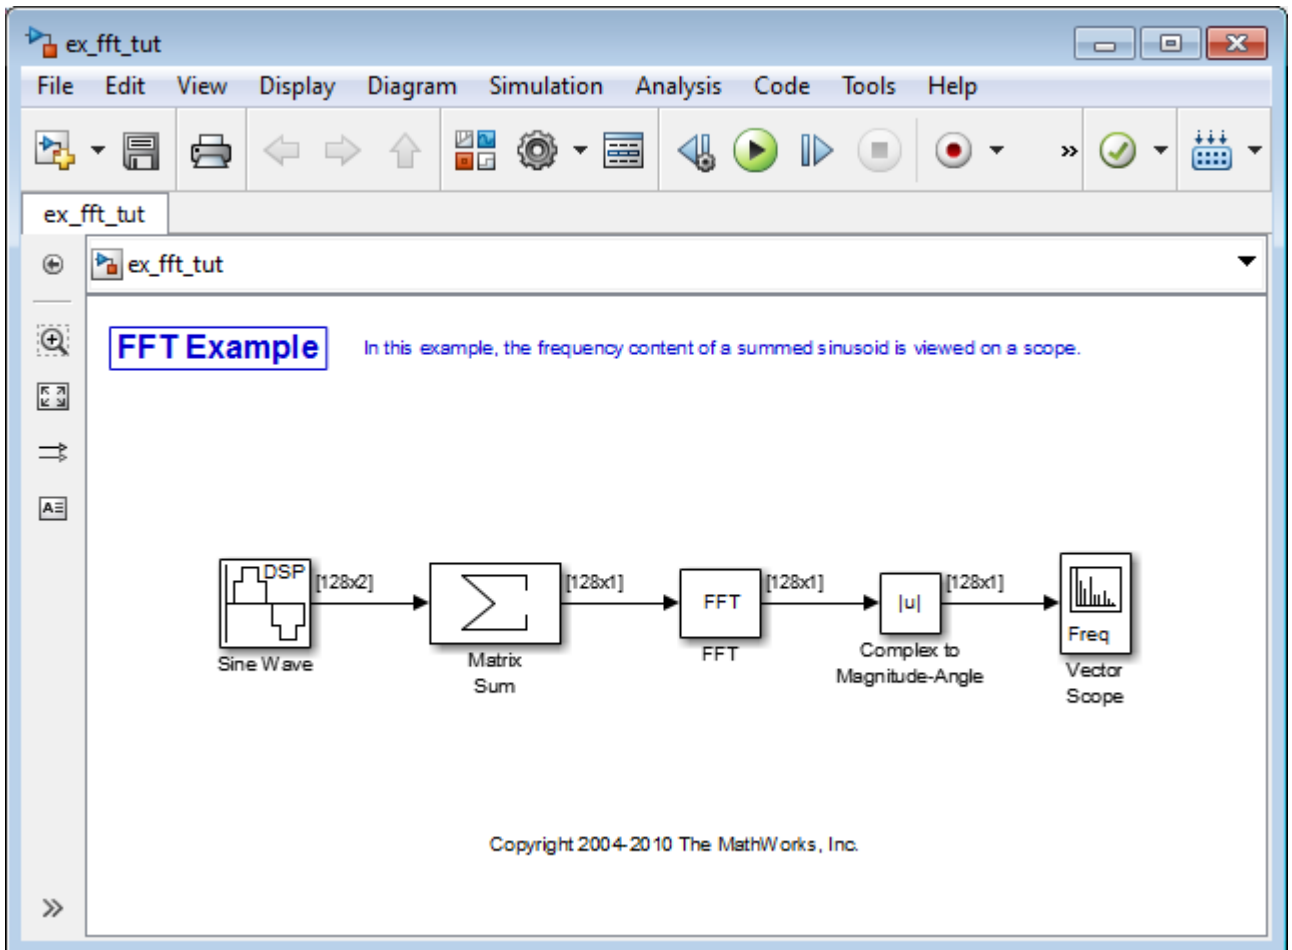 ex_fft_tut
File Edit View Display Diagram Simulation Analysis Code Tools Help
ex_fft_tut
ex_fft_tut
FFT Example
In this example, the frequency content of a summed sinusoid is viewed on a scope.
DSP
[128x2]
[128x1]
FFT
[128x1]
|u|
[128x1]
Freq
Sine Wave
Matrix
Sum
FFT
Complex to
Magnitude-Angle
Vector
Scope
Copyright 2004-2010 The MathWorks, Inc.